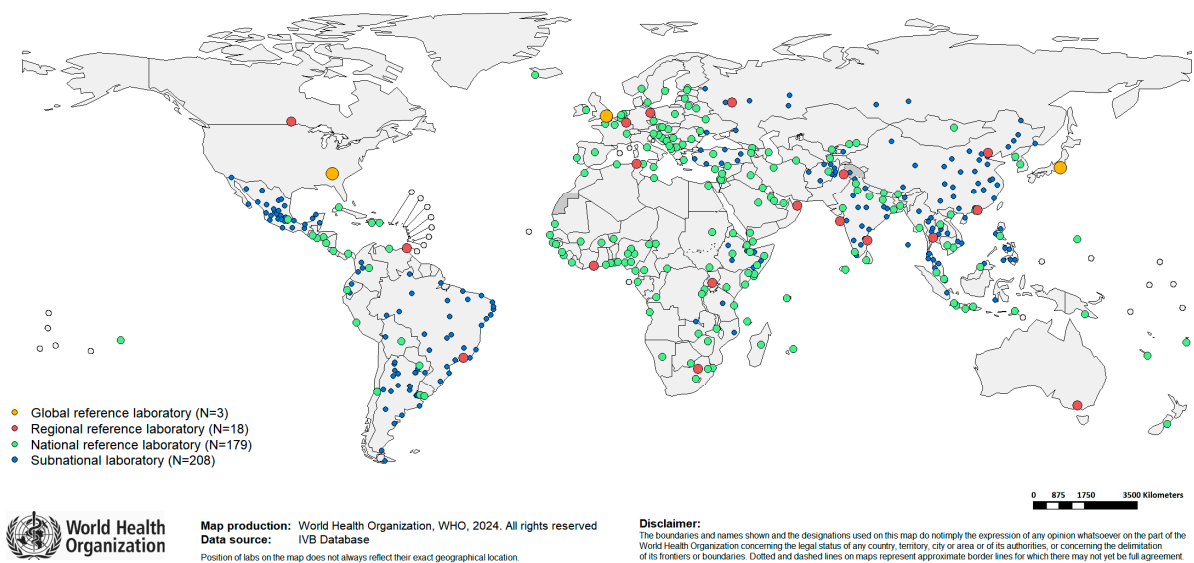 Global reference laboratory (N=3)
Regional reference laboratory (N=18)
National reference laboratory (N=179)
Subnational laboratory (N=208)
0 875 1750 3500 Kilometers
World Health
Organization
Map production: World Health Organization, WHO, 2024. All rights reserved
Data source: IVB Database
Position of labs on the map does not always reflect their exact geographical location.
Disclaimer:
The boundaries and names shown and the designations used on this map do notimply the expression of any opinion whatsoever on the part of the
World Health Organization concerning the legal status of any country, territory, city or area or of its authorities, or concerning the delimitation
of its frontiers or boundaries. Dotted and dashed lines on maps represent approximate border lines for which there may not yet be full agreement.